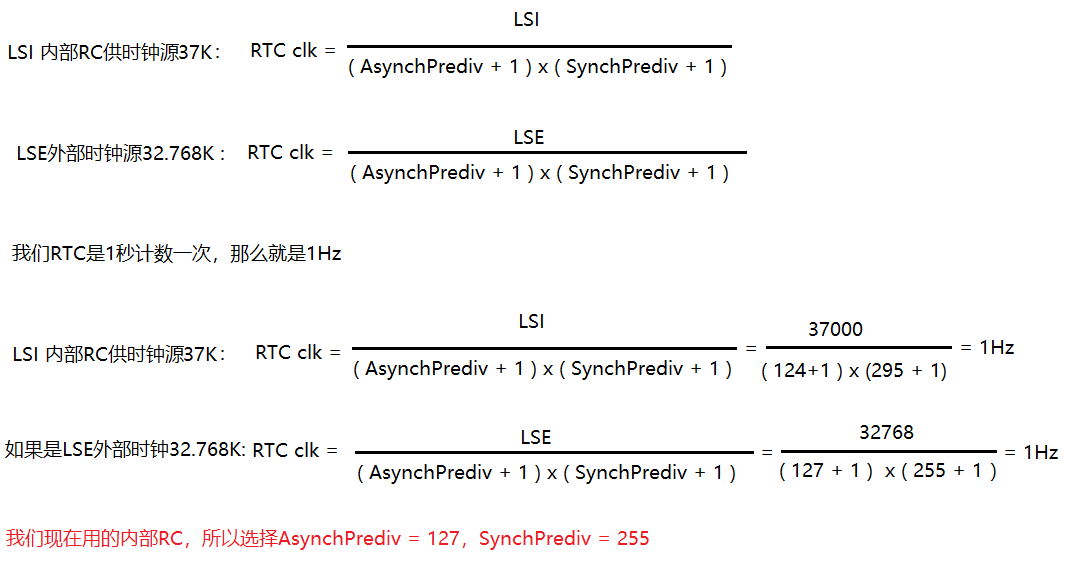 LSI
LSI 内部RC供时钟源37K： RTC clk =
( AsynchPrediv + 1 ) x ( SynchPrediv + 1 )
LSE
LSE外部时钟源32.768K： RTC clk =
( AsynchPrediv + 1 ) x ( SynchPrediv + 1 )
我们RTC是1秒计数一次，那么就是1Hz
LSI 37000
LSI 内部RC供时钟源37K： RTC clk = = = 1Hz
( AsynchPrediv + 1 ) x ( SynchPrediv + 1 ) ( 124+1 ) x (295 + 1)
LSE 32768
如果是LSE外部时钟32.768K: RTC clk = = = 1Hz
( AsynchPrediv + 1 ) x ( SynchPrediv + 1 ) ( 127 + 1 ) x ( 255 + 1 )
我们现在用的内部RC，所以选择AsynchPrediv = 127，SynchPrediv = 255